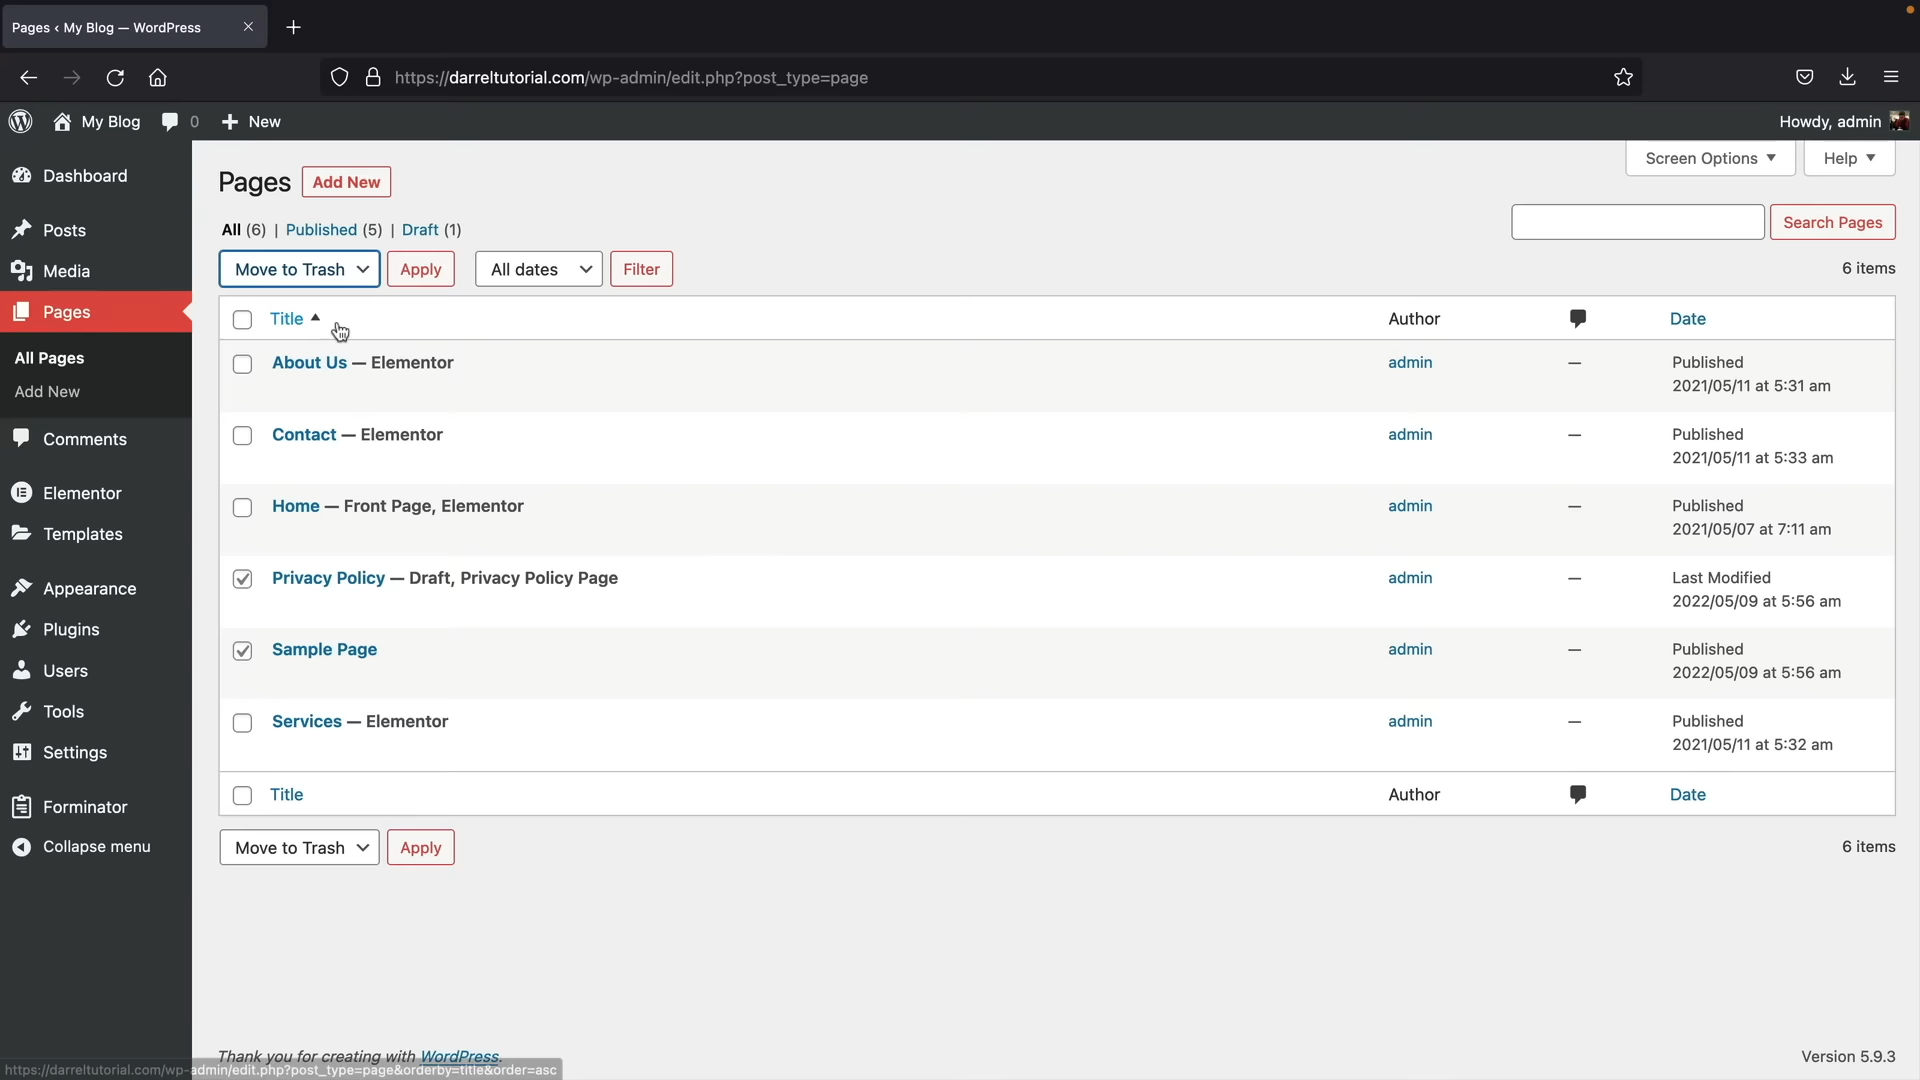 Pages ‹ My Blog — WordPress
https://darreltutorial.com/wp-admin/edit.php?post_type=page
My Blog 0 New Howdy, admin
Dashboard
Posts
Media
Pages
All Pages
Add New
Comments
Elementor
Templates
Appearance
Plugins
Users
Tools
Settings
Forminator
Collapse menu
Screen Options Help
Pages Add New
All (6) | Published (5) | Draft (1)
Search Pages
Move to Trash Apply All dates Filter 6 items
Title Author Date
About Us — Elementor admin — Published
2021/05/11 at 5:31 am
Contact — Elementor admin — Published
2021/05/11 at 5:33 am
Home — Front Page, Elementor admin — Published
2021/05/07 at 7:11 am
Privacy Policy — Draft, Privacy Policy Page admin — Last Modified
2022/05/09 at 5:56 am
Sample Page admin — Published
2022/05/09 at 5:56 am
Services — Elementor admin — Published
2021/05/11 at 5:32 am
Title Author Date
Move to Trash Apply 6 items
Thank you for creating with WordPress. Version 5.9.3
https://darreltutorial.com/wp-admin/edit.php?post_type=page&orderby=title&order=asc